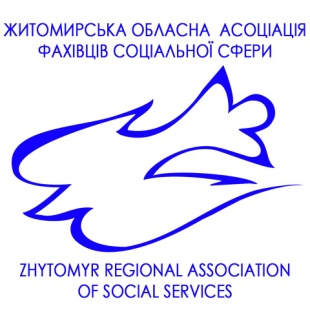 ЖИТОМИРСЬКА ОБЛАСНА АСОЦІАЦІЯ
ФАХІВЦІВ СОЦІАЛЬНОЇ СФЕРИ
ZHYTOMYR REGIONAL ASSOCIATION
OF SOCIAL SERVICES